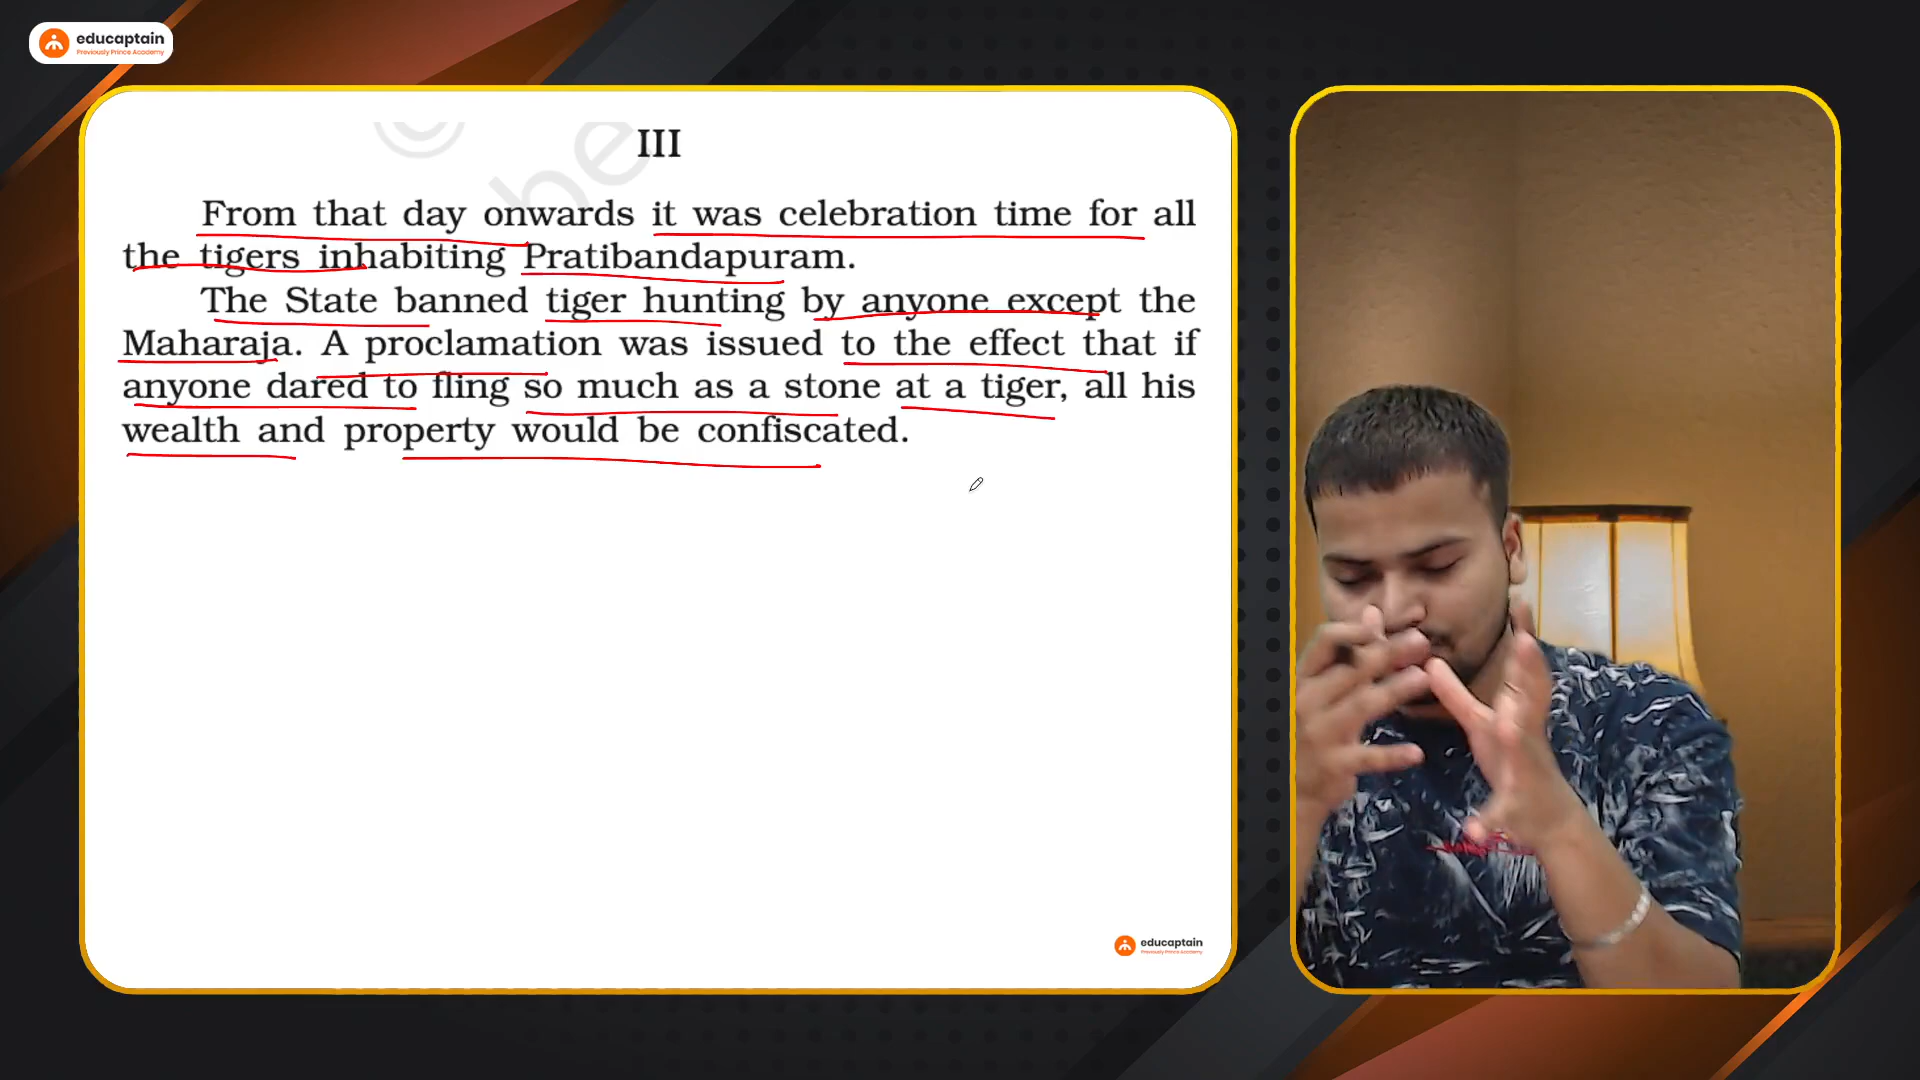 educaptain
Previously Prince Academy
III
From that day onwards it was celebration time for all
the tigers inhabiting Pratibandapuram.
The State banned tiger hunting by anyone except the
Maharaja. A proclamation was issued to the effect that if
anyone dared to fling so much as a stone at a tiger, all his
wealth and property would be confiscated.
educaptain
Previously Prince Academy